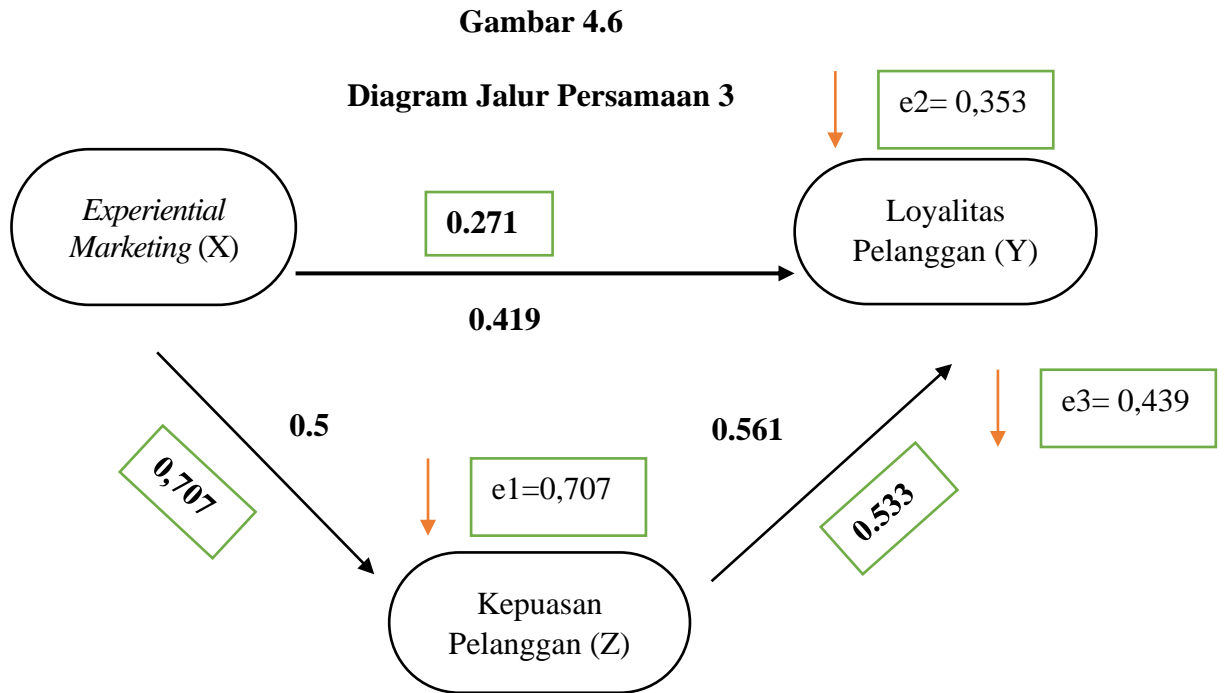 Gambar 4.6
Diagram Jalur Persamaan 3
e2= 0,353
Experiential
Marketing (X)
0.271
Loyalitas
Pelanggan (Y)
0.419
e3= 0,439
0.5
0.561
0,707
e1=0,707
0.533
Kepuasan
Pelanggan (Z)